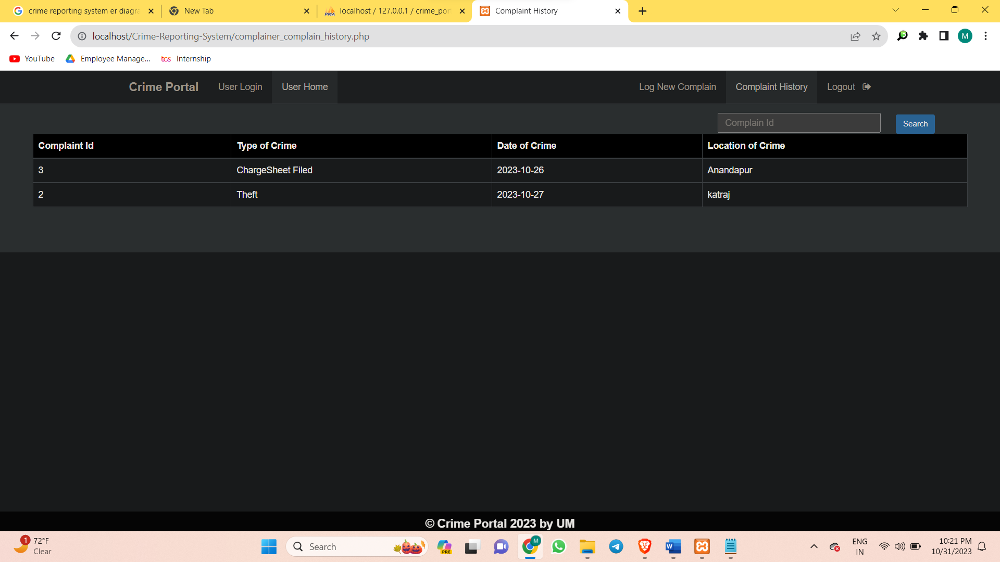 crime reporting system er diagra
New Tab
PMA
localhost / 127.0.0.1 / crime_por
Complaint History
localhost/Crime-Reporting-System/complainer_complain_history.php
M
YouTube
Employee Manage...
tcs Internship
Crime Portal User Login User Home Log New Complain Complaint History Logout
Complain Id Search
Complaint Id Type of Crime Date of Crime Location of Crime
3 ChargeSheet Filed 2023-10-26 Anandapur
2 Theft 2023-10-27 katraj
© Crime Portal 2023 by UM
1 72°F
Clear
Search
PRE
M
W
ENG
IN
10:21 PM
10/31/2023